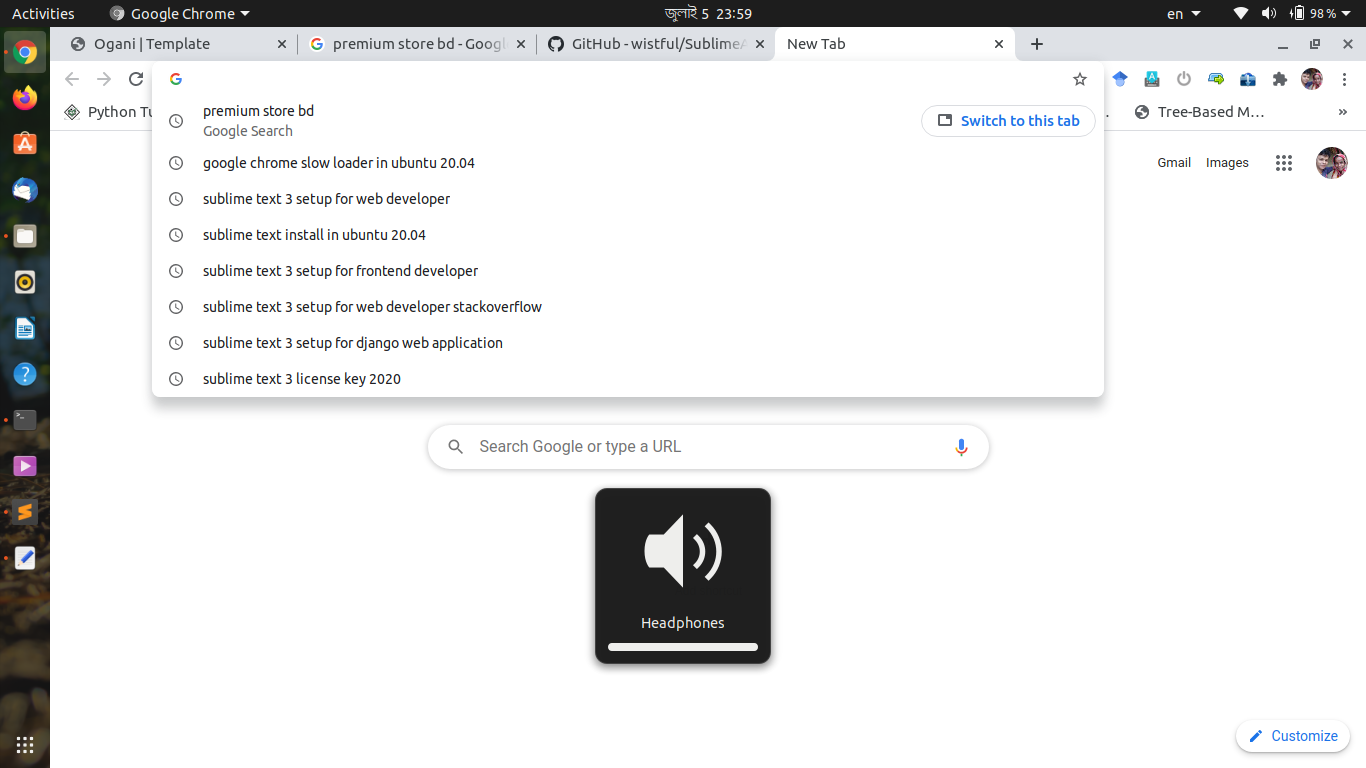 Activities
Google Chrome
জুলাই 5 23:59
en
98 %
Ogani | Template
premium store bd - Googl
GitHub - wistful/SublimeA
New Tab
Python Tu
Tree-Based M…
»
premium store bd
Google Search
Switch to this tab
google chrome slow loader in ubuntu 20.04
sublime text 3 setup for web developer
sublime text install in ubuntu 20.04
sublime text 3 setup for frontend developer
sublime text 3 setup for web developer stackoverflow
sublime text 3 setup for django web application
sublime text 3 license key 2020
Gmail
Images
Search Google or type a URL
Headphones
Customize